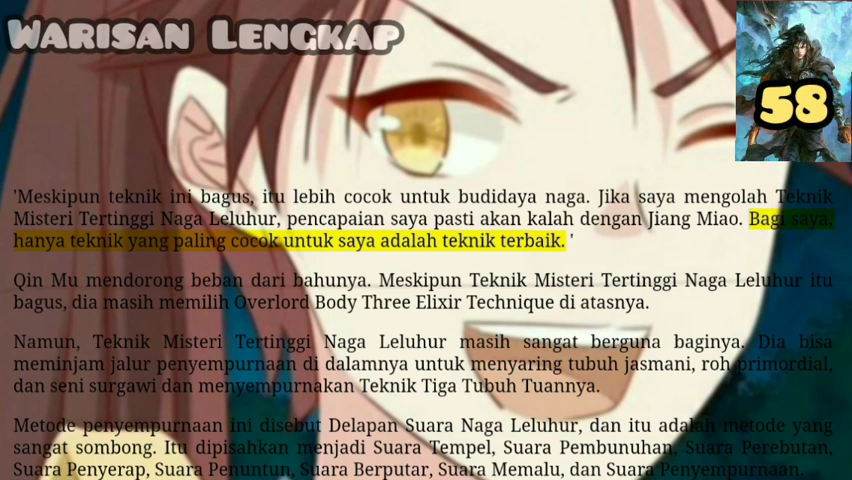 Warisan Lengkap
58
'Meskipun teknik ini bagus, itu lebih cocok untuk budidaya naga. Jika saya mengolah Teknik
Misteri Tertinggi Naga Leluhur, pencapaian saya pasti akan kalah dengan Jiang Miao. Bagi saya,
hanya teknik yang paling cocok untuk saya adalah teknik terbaik. '
Qin Mu mendorong beban dari bahunya. Meskipun Teknik Misteri Tertinggi Naga Leluhur itu
bagus, dia masih memilih Overlord Body Three Elixir Technique di atasnya.
Namun, Teknik Misteri Tertinggi Naga Leluhur masih sangat berguna baginya. Dia bisa
meminjam jalur penyempurnaan di dalamnya untuk menyaring tubuh jasmani, roh primordial,
dan seni surgawi dan menyempurnakan Teknik Tiga Tubuh Tuannya.
Metode penyempurnaan ini disebut Delapan Suara Naga Leluhur, dan itu adalah metode yang
sangat sombong. Itu dipisahkan menjadi Suara Tempel, Suara Pembunuhan, Suara Perebutan,
Suara Penyerap, Suara Penuntun, Suara Berputar, Suara Memalu, dan Suara Penyempurnaan.